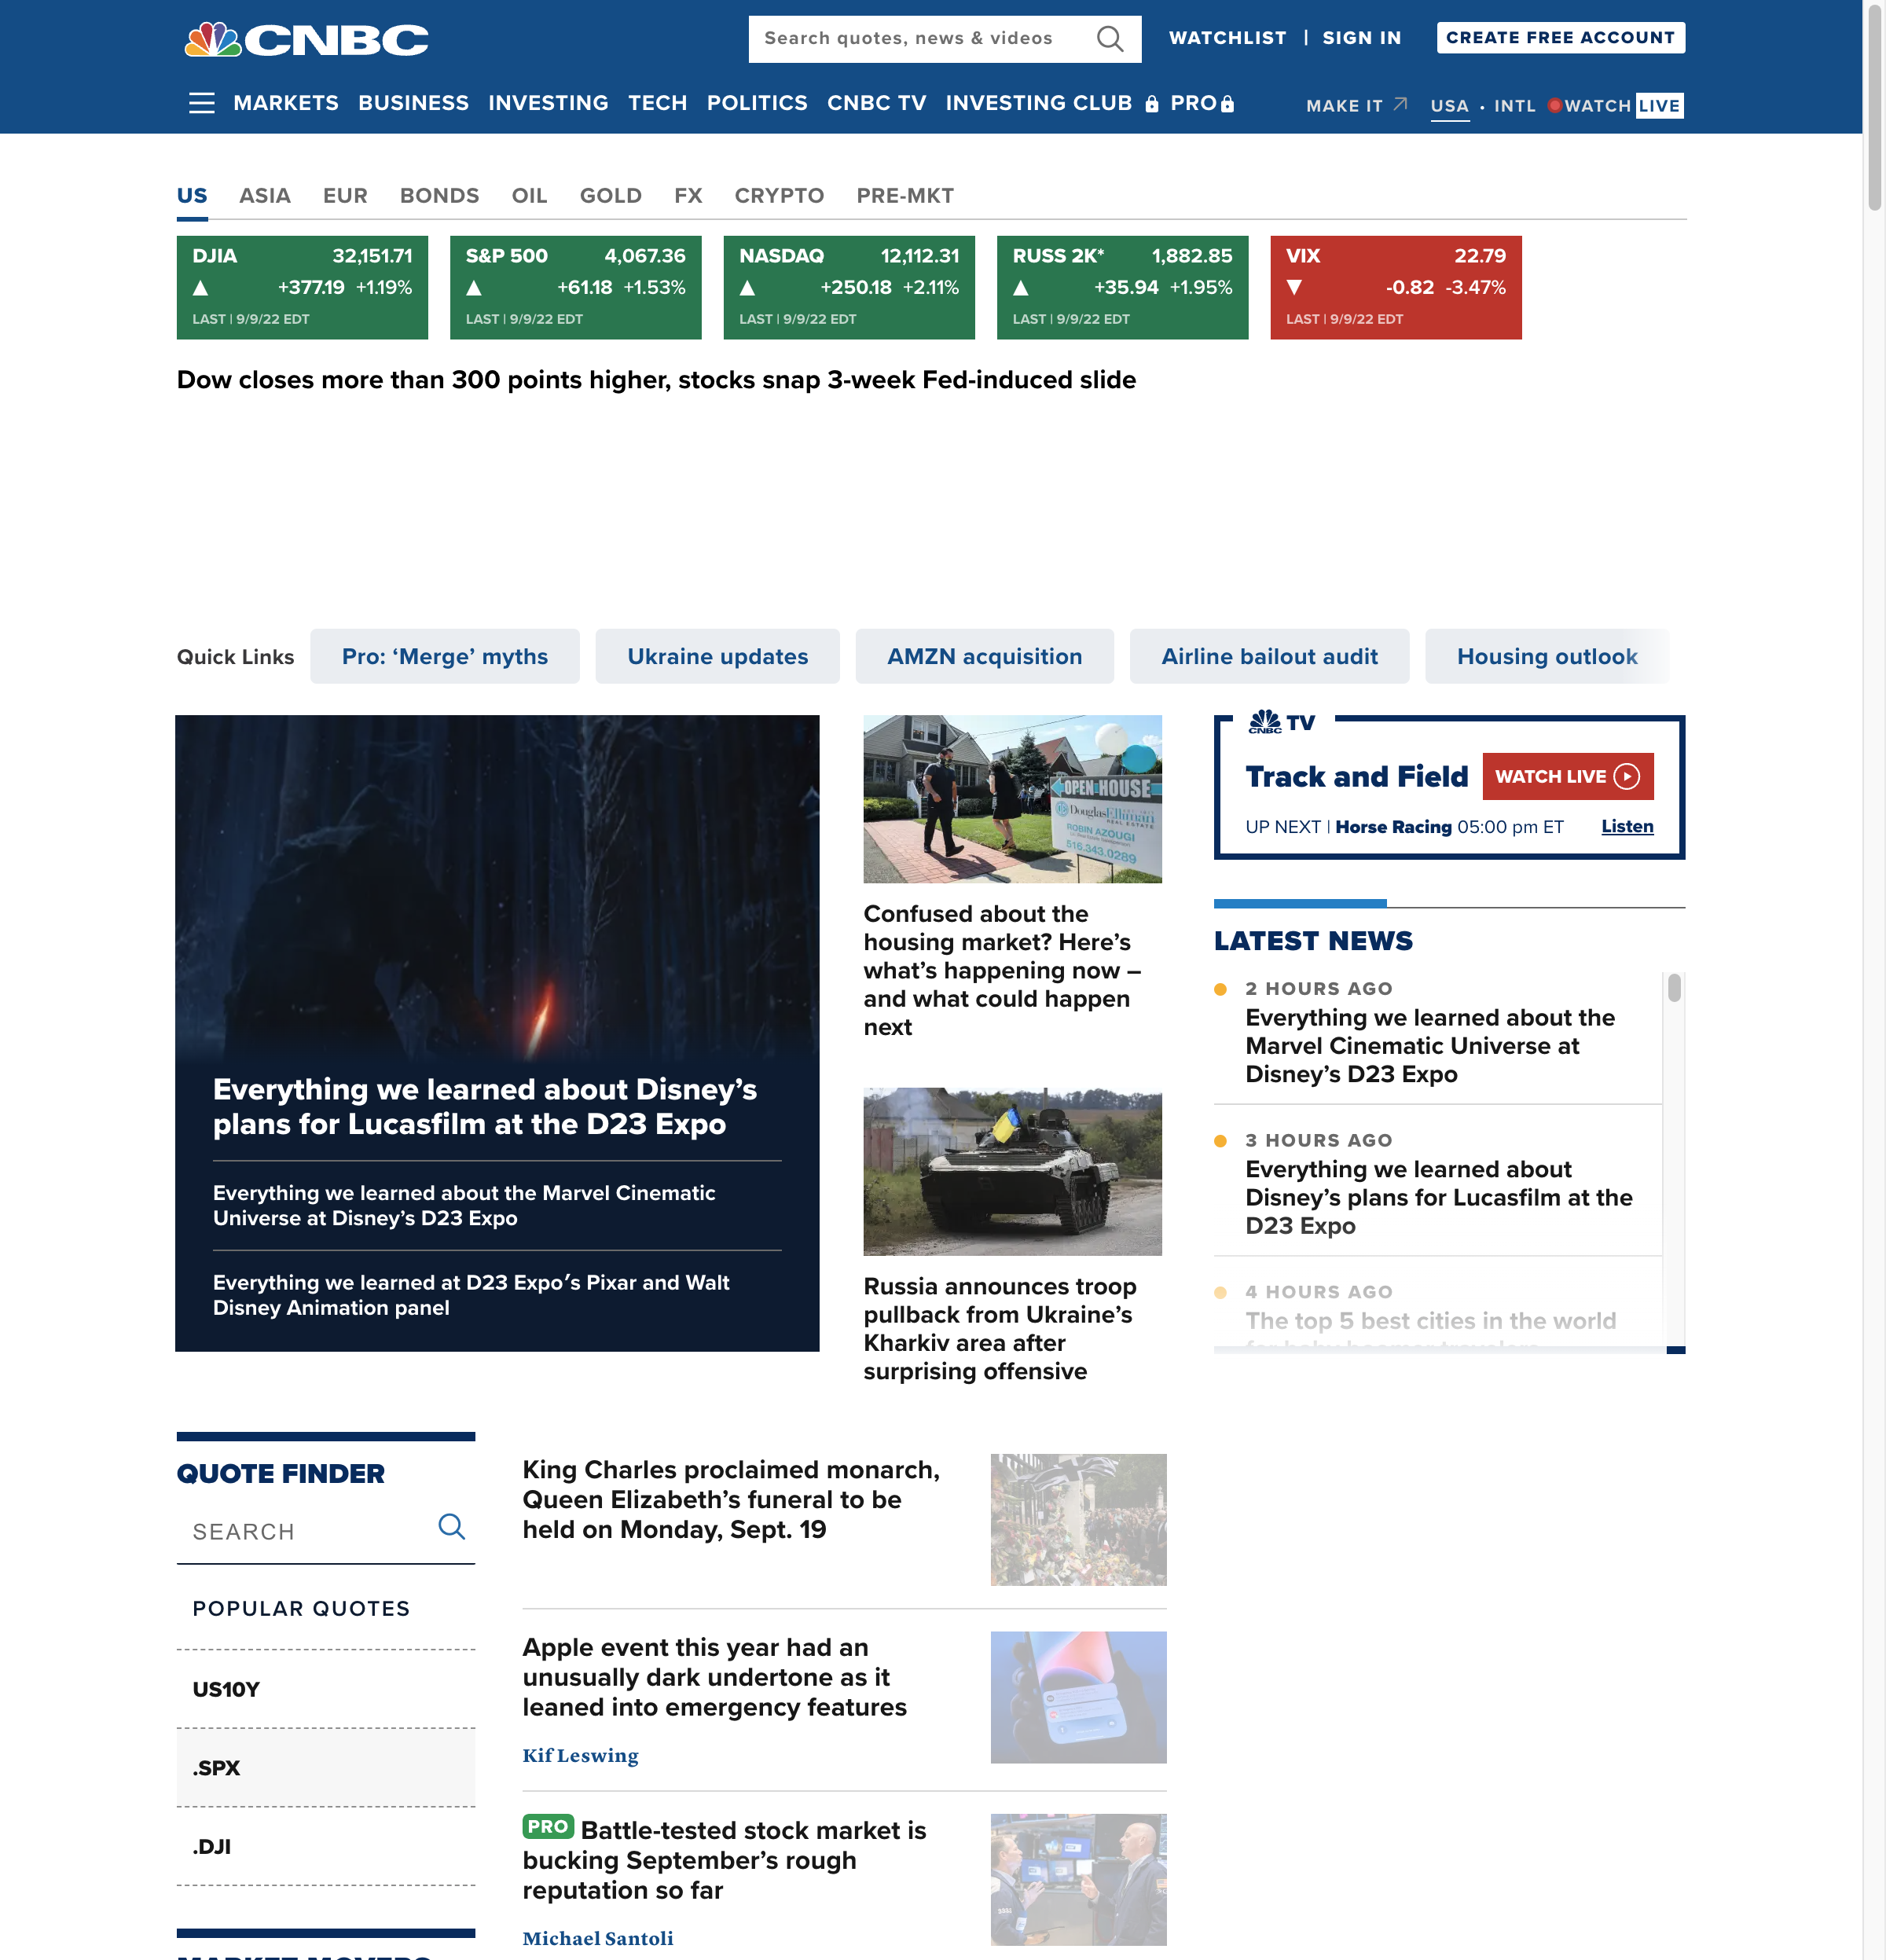 CNBC
Search quotes, news & videos
WATCHLIST | SIGN IN
CREATE FREE ACCOUNT
MARKETS BUSINESS INVESTING TECH POLITICS CNBC TV INVESTING CLUB PRO
MAKE IT USA • INTL WATCH LIVE
US ASIA EUR BONDS OIL GOLD FX CRYPTO PRE-MKT
DJIA 32,151.71
▲ +377.19 +1.19%
LAST | 9/9/22 EDT
S&P 500 4,067.36
▲ +61.18 +1.53%
LAST | 9/9/22 EDT
NASDAQ 12,112.31
▲ +250.18 +2.11%
LAST | 9/9/22 EDT
RUSS 2K* 1,882.85
▲ +35.94 +1.95%
LAST | 9/9/22 EDT
VIX 22.79
▼ -0.82 -3.47%
LAST | 9/9/22 EDT
Dow closes more than 300 points higher, stocks snap 3-week Fed-induced slide
Quick Links
Pro: ‘Merge’ myths
Ukraine updates
AMZN acquisition
Airline bailout audit
Housing outlook
Everything we learned about Disney’s
plans for Lucasfilm at the D23 Expo
Everything we learned about the Marvel Cinematic
Universe at Disney’s D23 Expo
Everything we learned at D23 Expo’s Pixar and Walt
Disney Animation panel
OPEN HOUSE
Douglas Elliman
REAL ESTATE
ROBIN AZOUGI
516.343.0289
Confused about the
housing market? Here’s
what’s happening now –
and what could happen
next
Russia announces troop
pullback from Ukraine’s
Kharkiv area after
surprising offensive
CNBC TV
Track and Field
WATCH LIVE
UP NEXT | Horse Racing 05:00 pm ET
Listen
LATEST NEWS
2 HOURS AGO
Everything we learned about the
Marvel Cinematic Universe at
Disney’s D23 Expo
3 HOURS AGO
Everything we learned about
Disney’s plans for Lucasfilm at the
D23 Expo
4 HOURS AGO
The top 5 best cities in the world
for baby boomer travelers
QUOTE FINDER
SEARCH
POPULAR QUOTES
US10Y
.SPX
.DJI
MARKET MOVERS
King Charles proclaimed monarch,
Queen Elizabeth’s funeral to be
held on Monday, Sept. 19
Apple event this year had an
unusually dark undertone as it
leaned into emergency features
Kif Leswing
PRO Battle-tested stock market is
bucking September’s rough
reputation so far
Michael Santoli